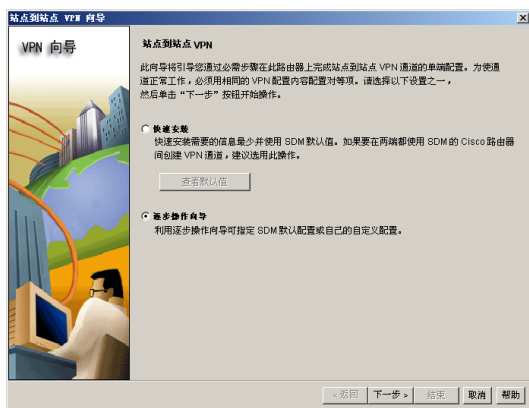 站点到站点 VPN 向导
VPN 向导
站点到站点 VPN
此向导将引导您通过必需步骤在此路由器上完成站点到站点 VPN 通道的单端配置。为使通
道正常工作，必须用相同的 VPN 配置内容配置对等项。请选择以下设置之一，
然后单击“下一步”按钮开始操作。
快速安装
快速安装需要的信息最少并使用 SDM 默认值。如果要在两端都使用 SDM 的 Cisco 路由器
间创建 VPN 通道，建议选用此操作。
查看默认值
逐步操作向导
利用逐步操作向导可指定 SDM 默认配置或自己的自定义配置。
< 返回 下一步 > 结束 取消 帮助